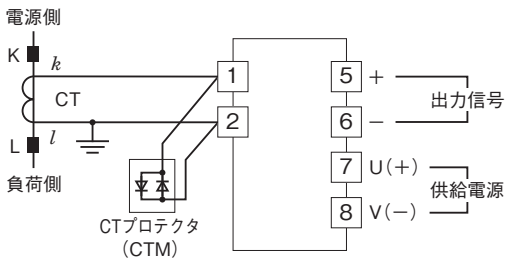 電源側
K
k
CT
l
L
負荷側
CTプロテクタ
(CTM)
1
2
5 +
6 −
出力信号
7 U(+)
8 V(−)
供給電源